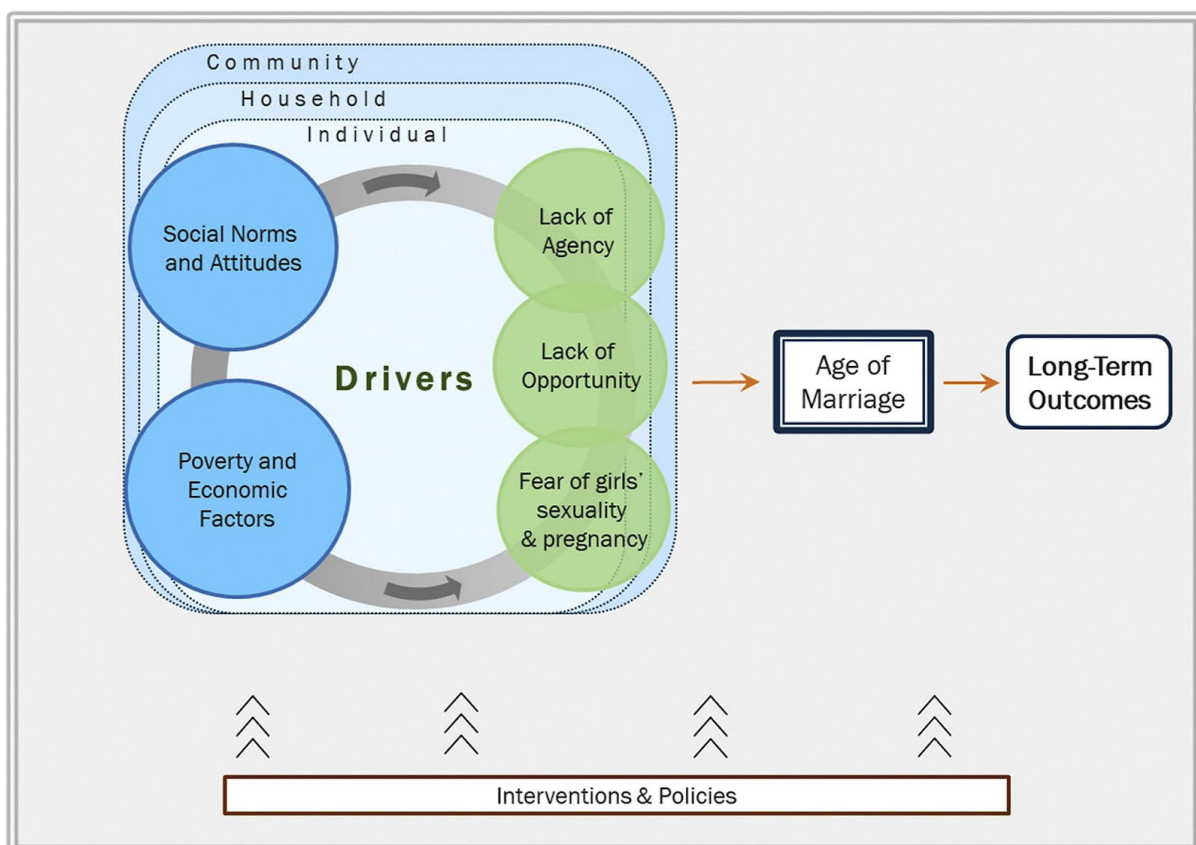 Community
Household
Individual
Social Norms
and Attitudes
Poverty and
Economic
Factors
Drivers
Lack of
Agency
Lack of
Opportunity
Fear of girls’
sexuality
& pregnancy
Age of
Marriage
Long-Term
Outcomes
Interventions & Policies